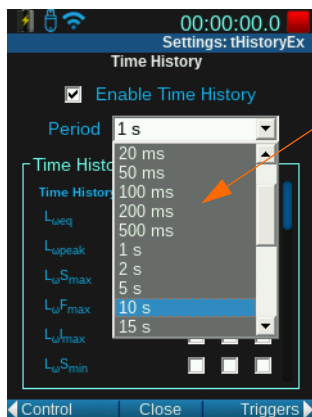 00:00:00.0
Settings: tHistoryEx
Time History
Enable Time History
Period 1 s
20 ms
50 ms
100 ms
200 ms
500 ms
1 s
2 s
5 s
10 s
15 s
Time Histo
Time History
Lωeq
Lωpeak
LωSmax
LωFmax
LωImax
LωSmin
Control Close Triggers